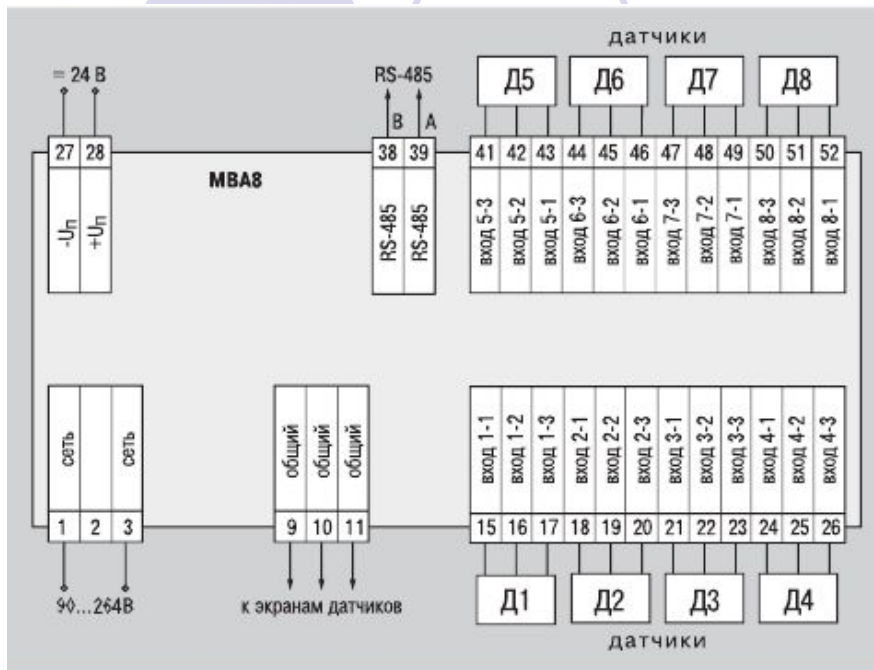 датчики
= 24 В
RS-485
Д5 Д6 Д7 Д8
В А
27 28 38 39 41 42 43 44 45 46 47 48 49 50 51 52
МВА8
-Uп
+Uп
RS-485
RS-485
вход 5-3
вход 5-2
вход 5-1
вход 6-3
вход 6-2
вход 6-1
вход 7-3
вход 7-2
вход 7-1
вход 8-3
вход 8-2
вход 8-1
сеть
сеть
общий
общий
общий
вход 1-1
вход 1-2
вход 1-3
вход 2-1
вход 2-2
вход 2-3
вход 3-1
вход 3-2
вход 3-3
вход 4-1
вход 4-2
вход 4-3
1 2 3 9 10 11 15 16 17 18 19 20 21 22 23 24 25 26
90...264В
к экранам датчиков
Д1 Д2 Д3 Д4
датчики